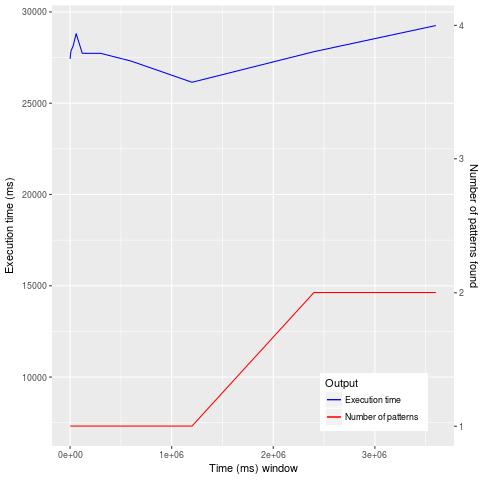 30000
25000
20000
15000
10000
Execution time (ms)
4
3
2
1
Number of patterns found
Output
Execution time
Number of patterns
0e+00 1e+06 2e+06 3e+06
Time (ms) window